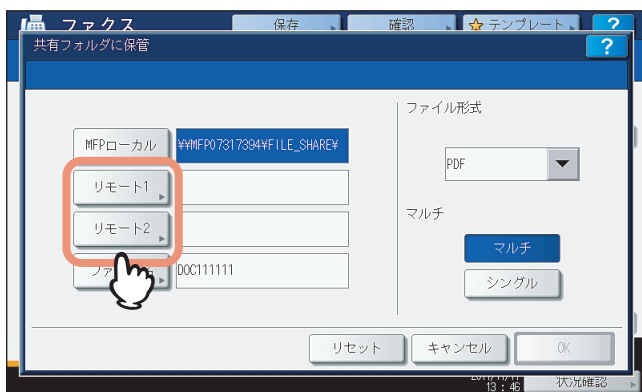 ファクス
保存
確認
テンプレート
?
共有フォルダに保管
?
ファイル形式
MFPローカル
¥¥MFP07317394¥FILE_SHARE¥
PDF
リモート1
マルチ
リモート2
マルチ
DOC111111
シングル
リセット
キャンセル
OK
13 : 46
状況確認